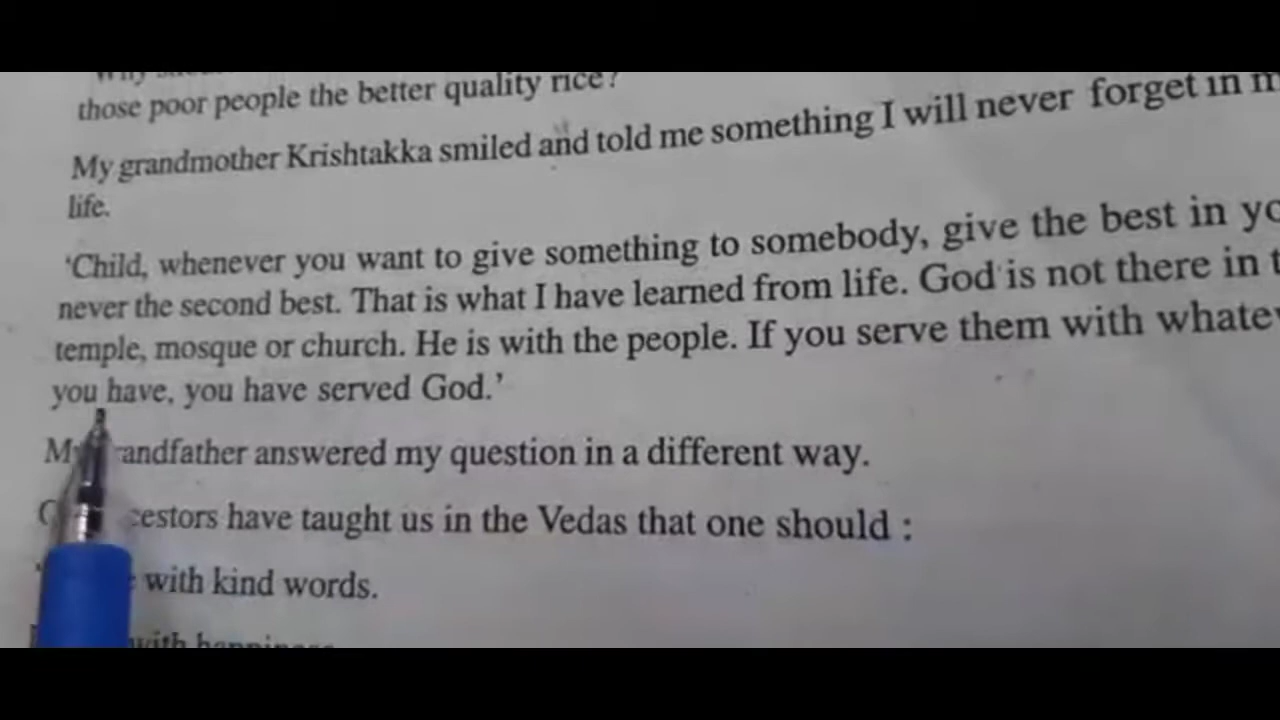 those poor people the better quality rice?
My grandmother Krishtakka smiled and told me something I will never forget in
life.
'Child, whenever you want to give something to somebody, give the best in
never the second best. That is what I have learned from life. God is not there in
temple, mosque or church. He is with the people. If you serve them with
you have, you have served God.'
answered my question in a different way.
have taught us in the Vedas that one should :
with kind words.
with happiness